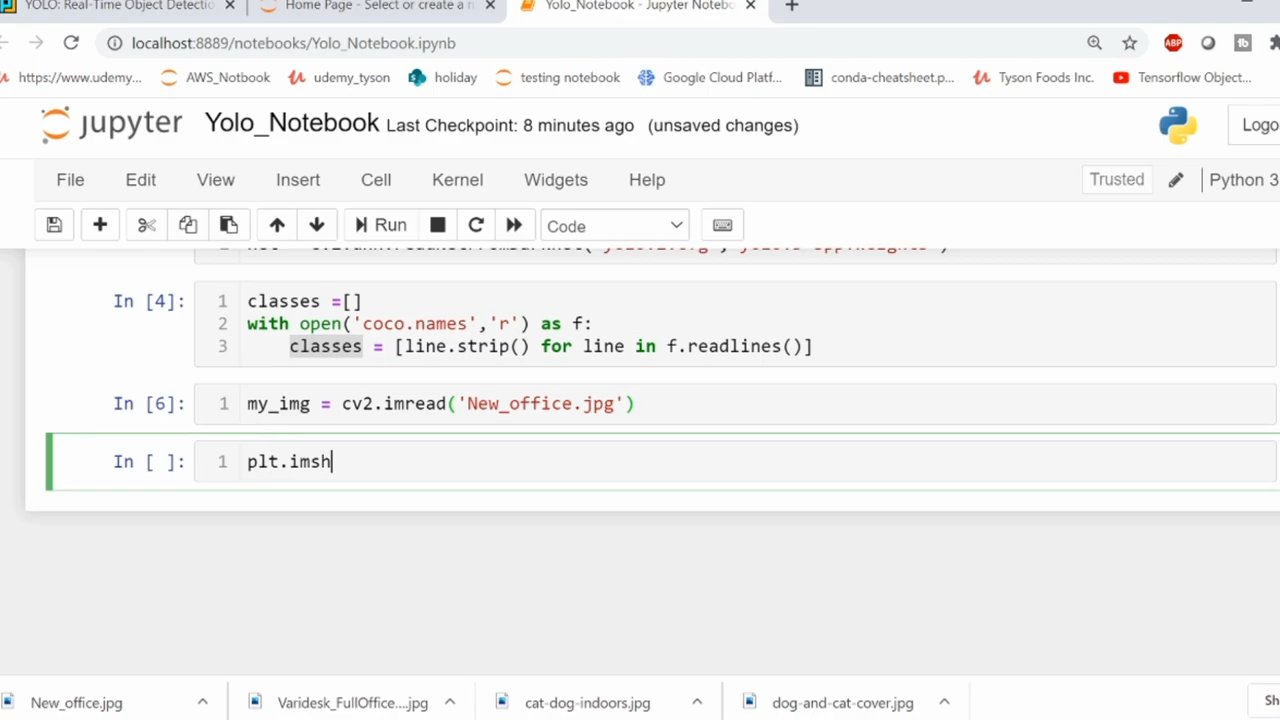 YOLO: Real-Time Object Detectio
Home Page - Select or create a n
Yolo_Notebook - Jupyter Notebo
localhost:8889/notebooks/Yolo_Notebook.ipynb
ABP
tb
https://www.udemy...
AWS_Notbook
udemy_tyson
holiday
testing notebook
Google Cloud Platf...
conda-cheatsheet.p...
Tyson Foods Inc.
Tensorflow Object...
jupyter
Yolo_Notebook Last Checkpoint: 8 minutes ago (unsaved changes)
Logo
File Edit View Insert Cell Kernel Widgets Help
Trusted
Python 3
Run
Code
In [4]:
1 classes =[]
2 with open('coco.names','r') as f:
3 classes = [line.strip() for line in f.readlines()]
In [6]:
1 my_img = cv2.imread('New_office.jpg')
In [ ]:
1 plt.imsh
New_office.jpg
Varidesk_FullOffice....jpg
cat-dog-indoors.jpg
dog-and-cat-cover.jpg
Sh